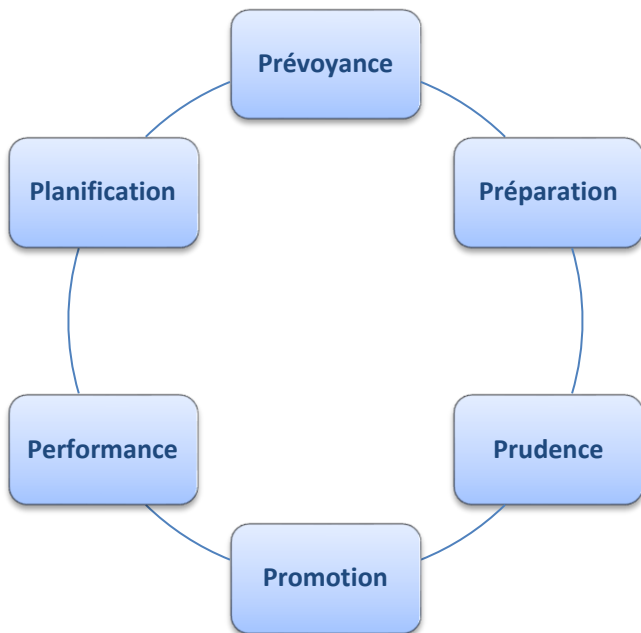 Prévoyance
Planification
Préparation
Performance
Prudence
Promotion